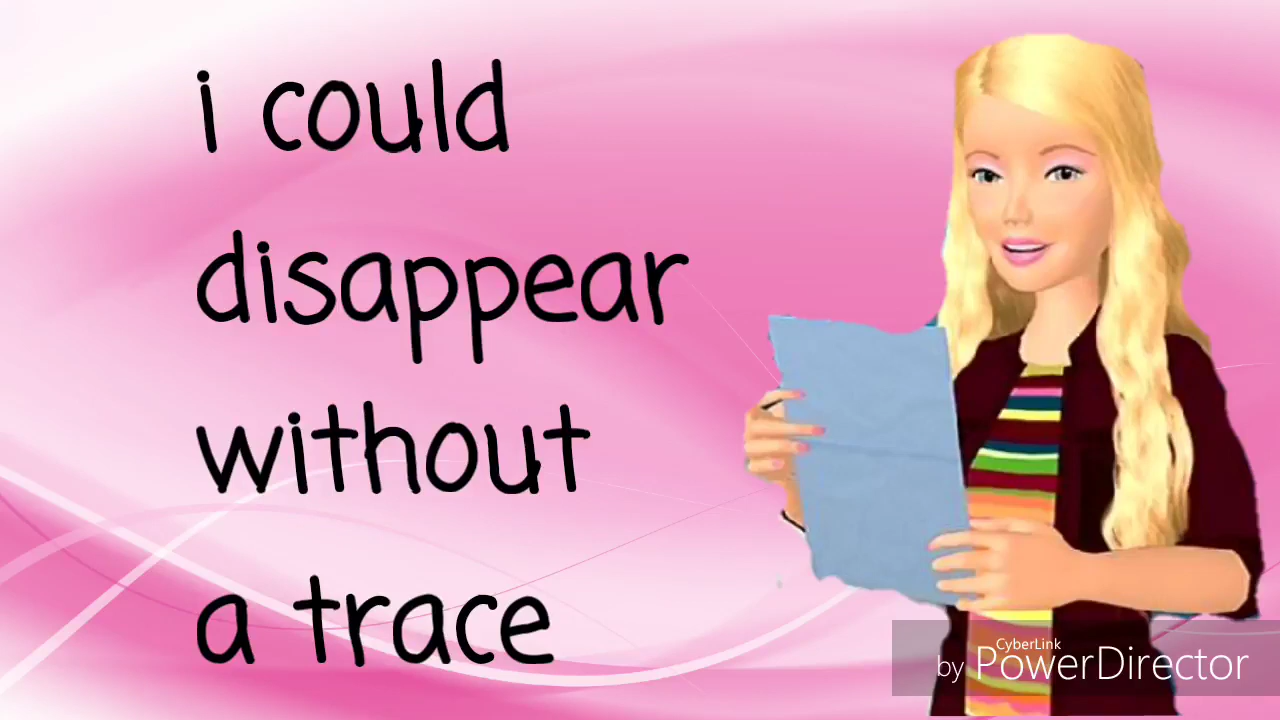 i could
disappear
without
a trace
CyberLink
by PowerDirector